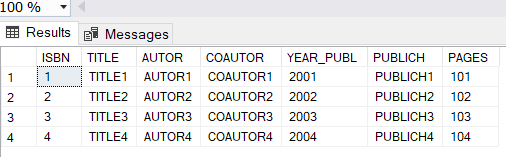 100 %
Results Messages
ISBN TITLE AUTOR COAUTOR YEAR_PUBL PUBLICH PAGES
1 1 TITLE1 AUTOR1 COAUTOR1 2001 PUBLICH1 101
2 2 TITLE2 AUTOR2 COAUTOR2 2002 PUBLICH2 102
3 3 TITLE3 AUTOR3 COAUTOR3 2003 PUBLICH3 103
4 4 TITLE4 AUTOR4 COAUTOR4 2004 PUBLICH4 104